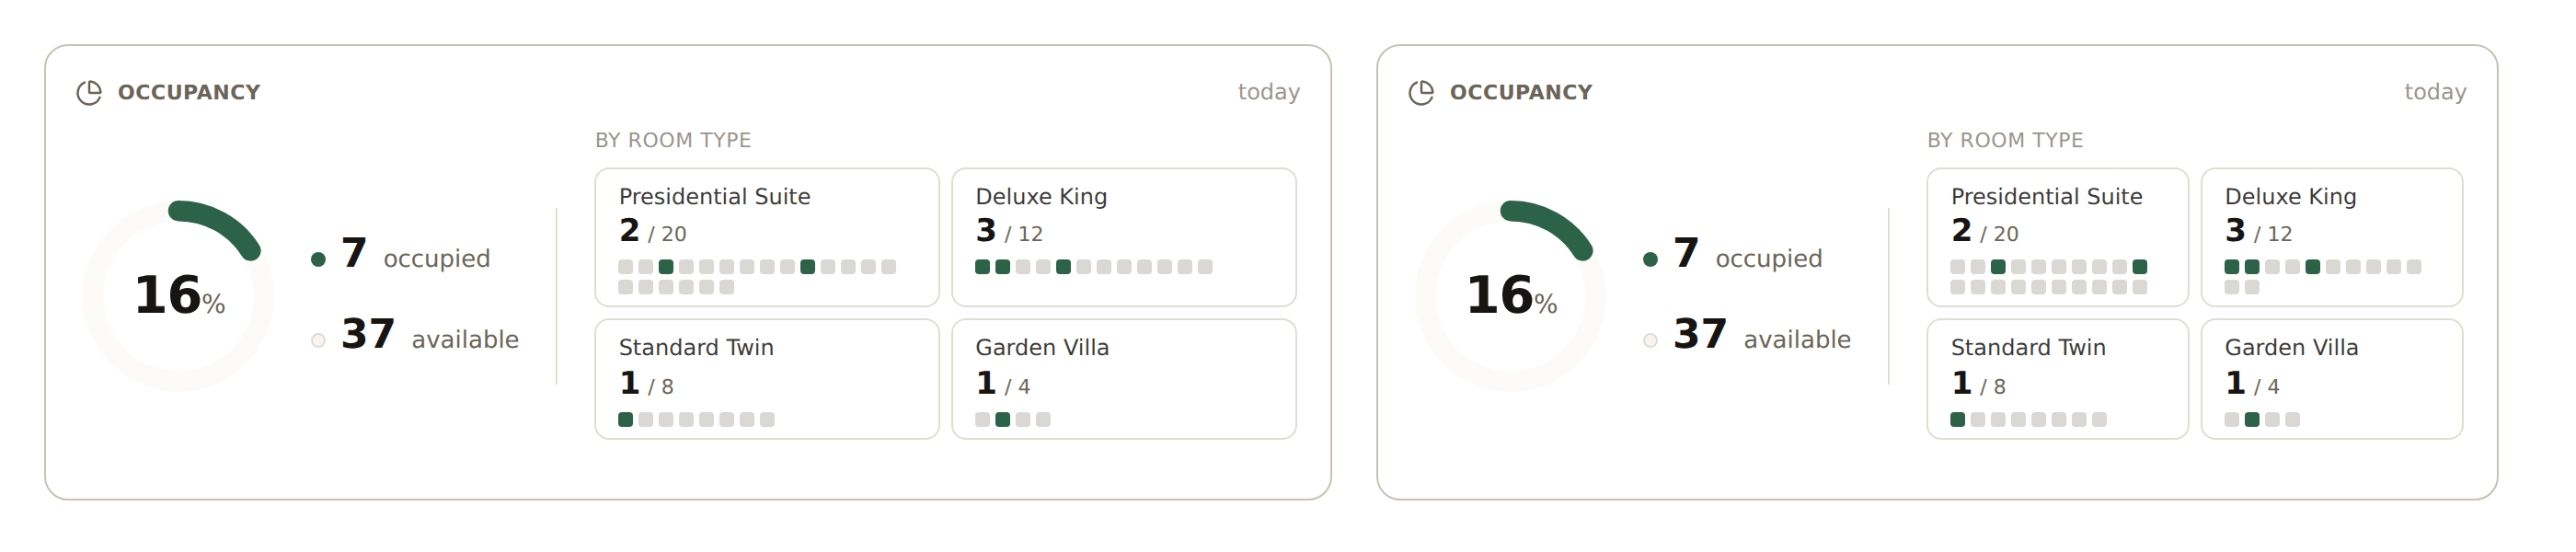 OCCUPANCY
today
BY ROOM TYPE
16%
7 occupied
37 available
Presidential Suite
2 / 20
Deluxe King
3 / 12
Standard Twin
1 / 8
Garden Villa
1 / 4
OCCUPANCY
today
BY ROOM TYPE
16%
7 occupied
37 available
Presidential Suite
2 / 20
Deluxe King
3 / 12
Standard Twin
1 / 8
Garden Villa
1 / 4